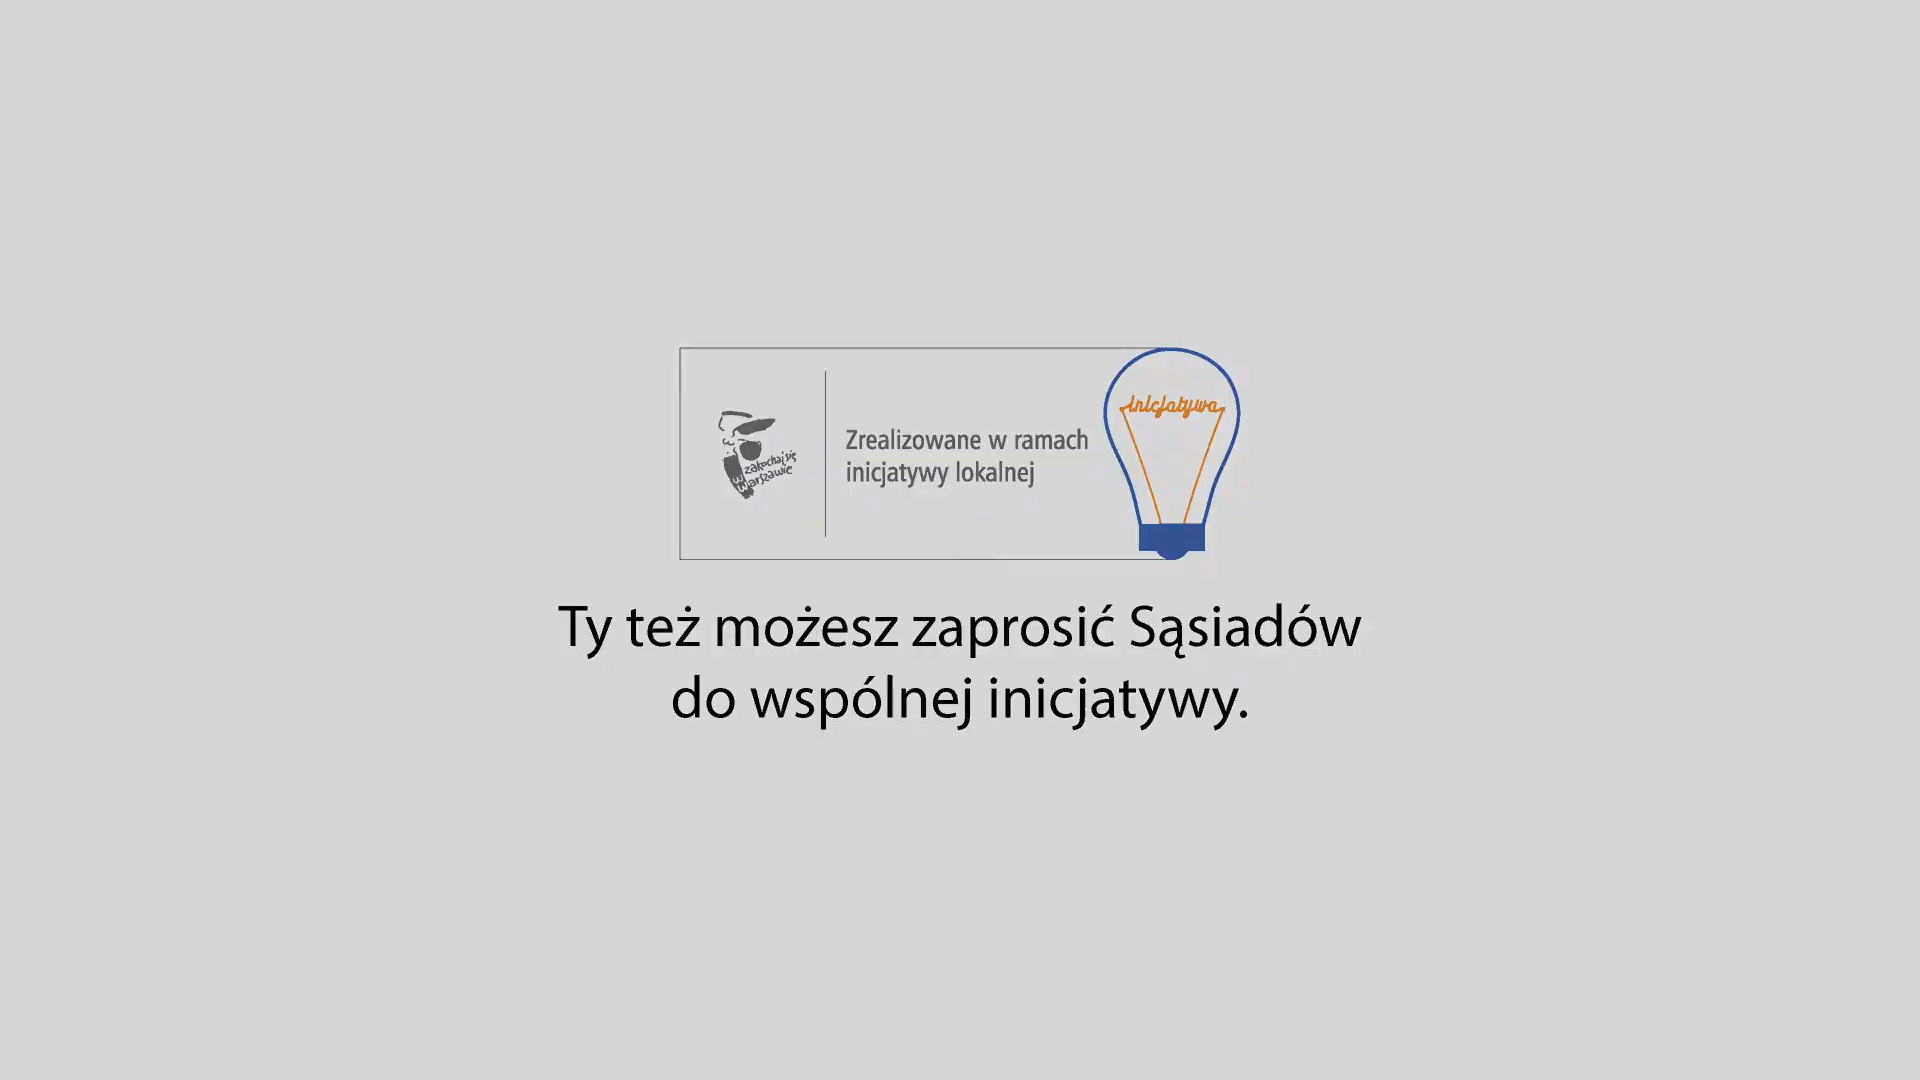 zakochaj się
w warszawie
Zrealizowane w ramach
inicjatywy lokalnej
inicjatywa
Ty też możesz zaprosić Sąsiadów
do wspólnej inicjatywy.